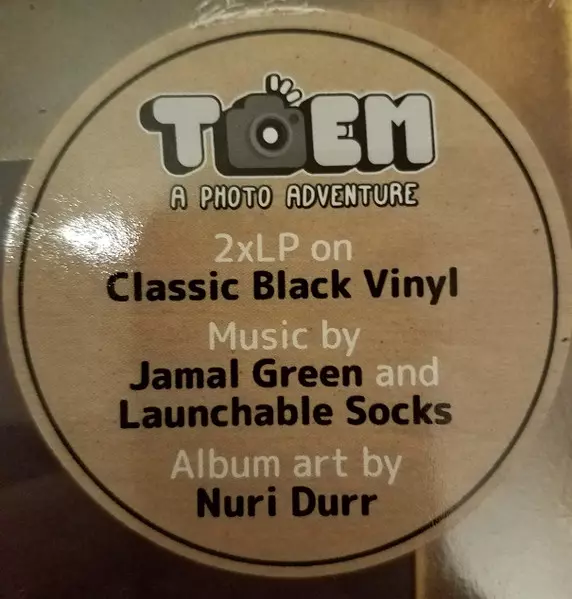 TOEM
A PHOTO ADVENTURE
2xLP on
Classic Black Vinyl
Music by
Jamal Green and
Launchable Socks
Album art by
Nuri Durr